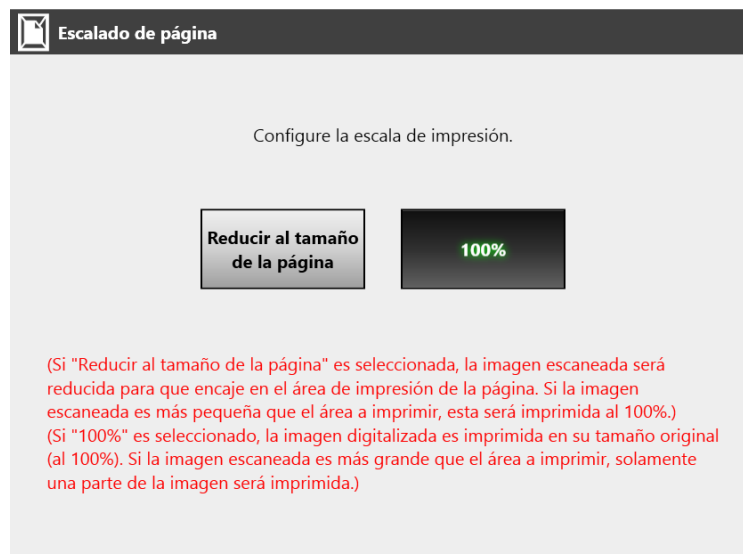 Escalado de página
Configure la escala de impresión.
Reducir al tamaño
de la página
100%
(Si "Reducir al tamaño de la página" es seleccionada, la imagen escaneada será
reducida para que encaje en el área de impresión de la página. Si la imagen
escaneada es más pequeña que el área a imprimir, esta será imprimida al 100%.)
(Si "100%" es seleccionado, la imagen digitalizada es imprimida en su tamaño original
(al 100%). Si la imagen escaneada es más grande que el área a imprimir, solamente
una parte de la imagen será imprimida.)